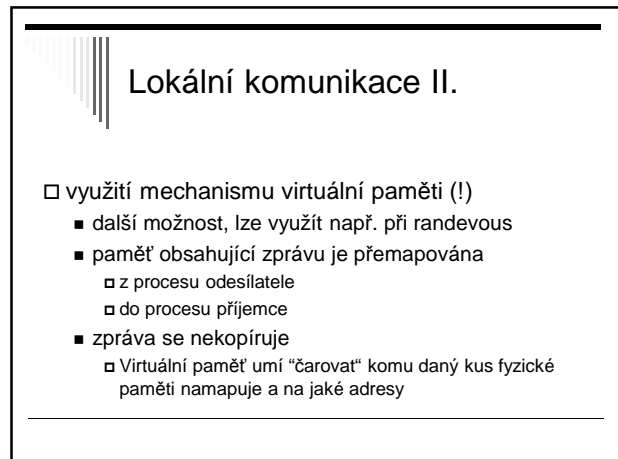 Lokální komunikace II.
využití mechanismu virtuální paměti (!)
další možnost, lze využít např. při randevous
paměť obsahující zprávu je přemapována
z procesu odesílatele
do procesu příjemce
zpráva se nekopíruje
Virtuální paměť umí “čarovat“ komu daný kus fyzické
paměti namapuje a na jaké adresy